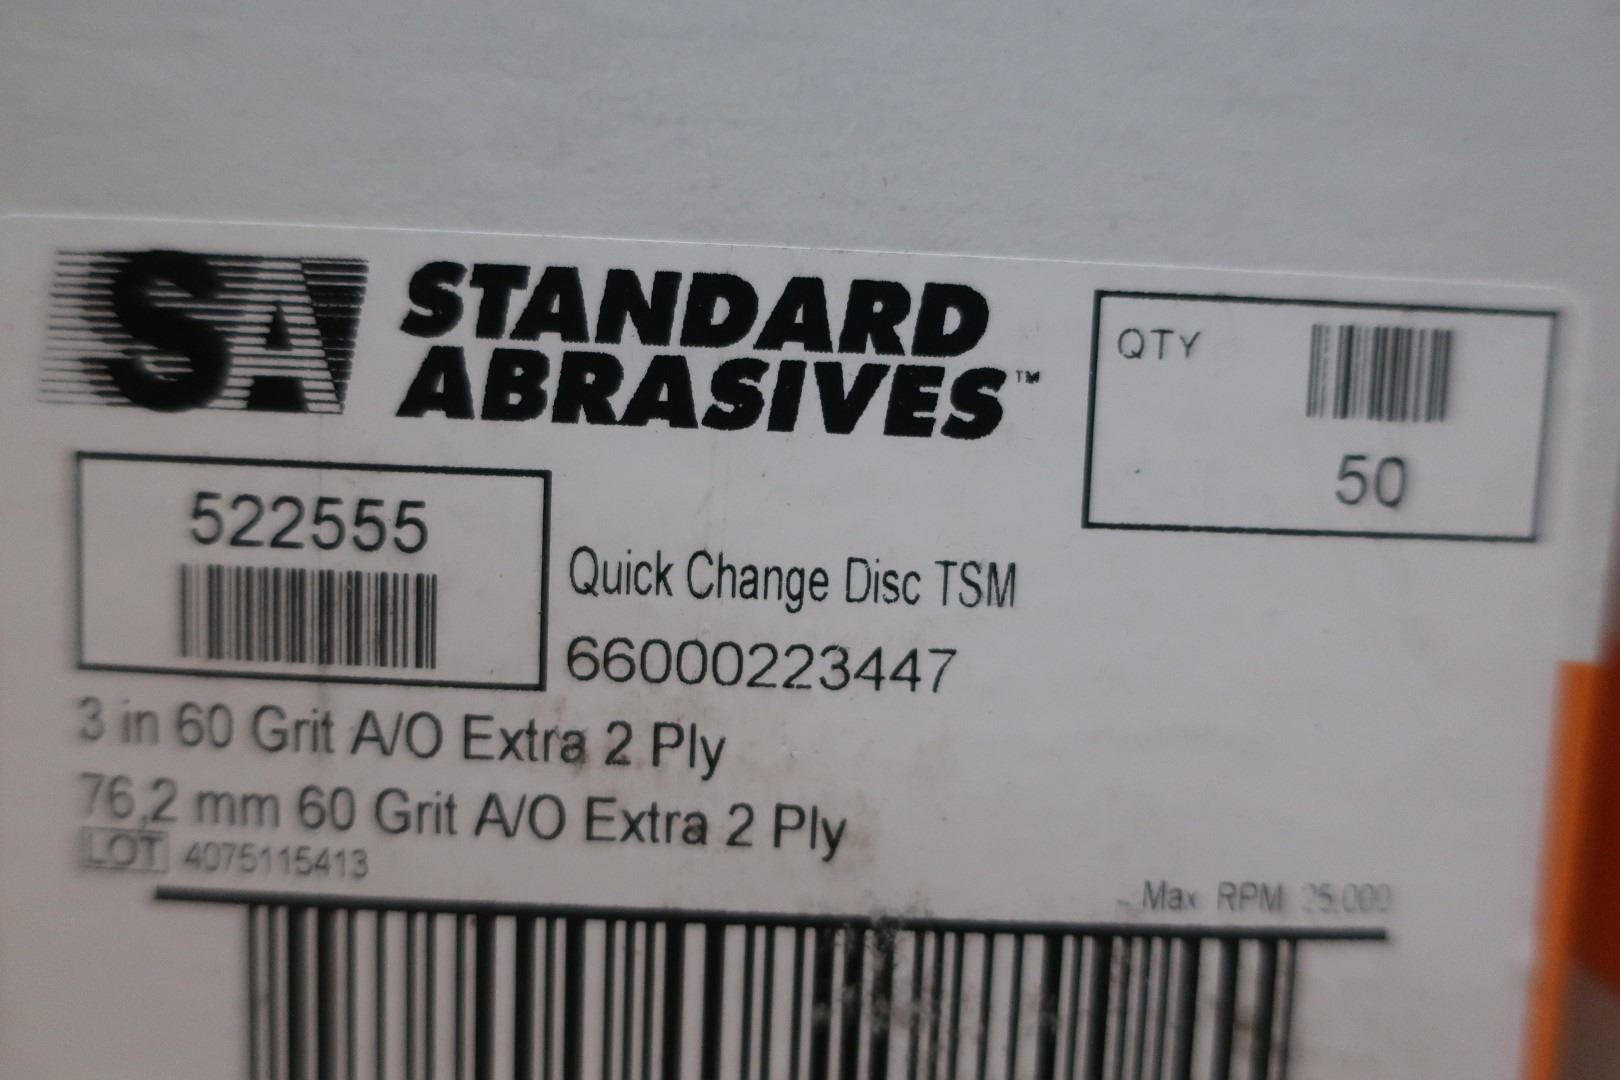 SA STANDARD
ABRASIVES™
QTY
50
522555
Quick Change Disc TSM
66000223447
3 in 60 Grit A/O Extra 2 Ply
76,2 mm 60 Grit A/O Extra 2 Ply
LOT 4075115413
Max RPM 25,000